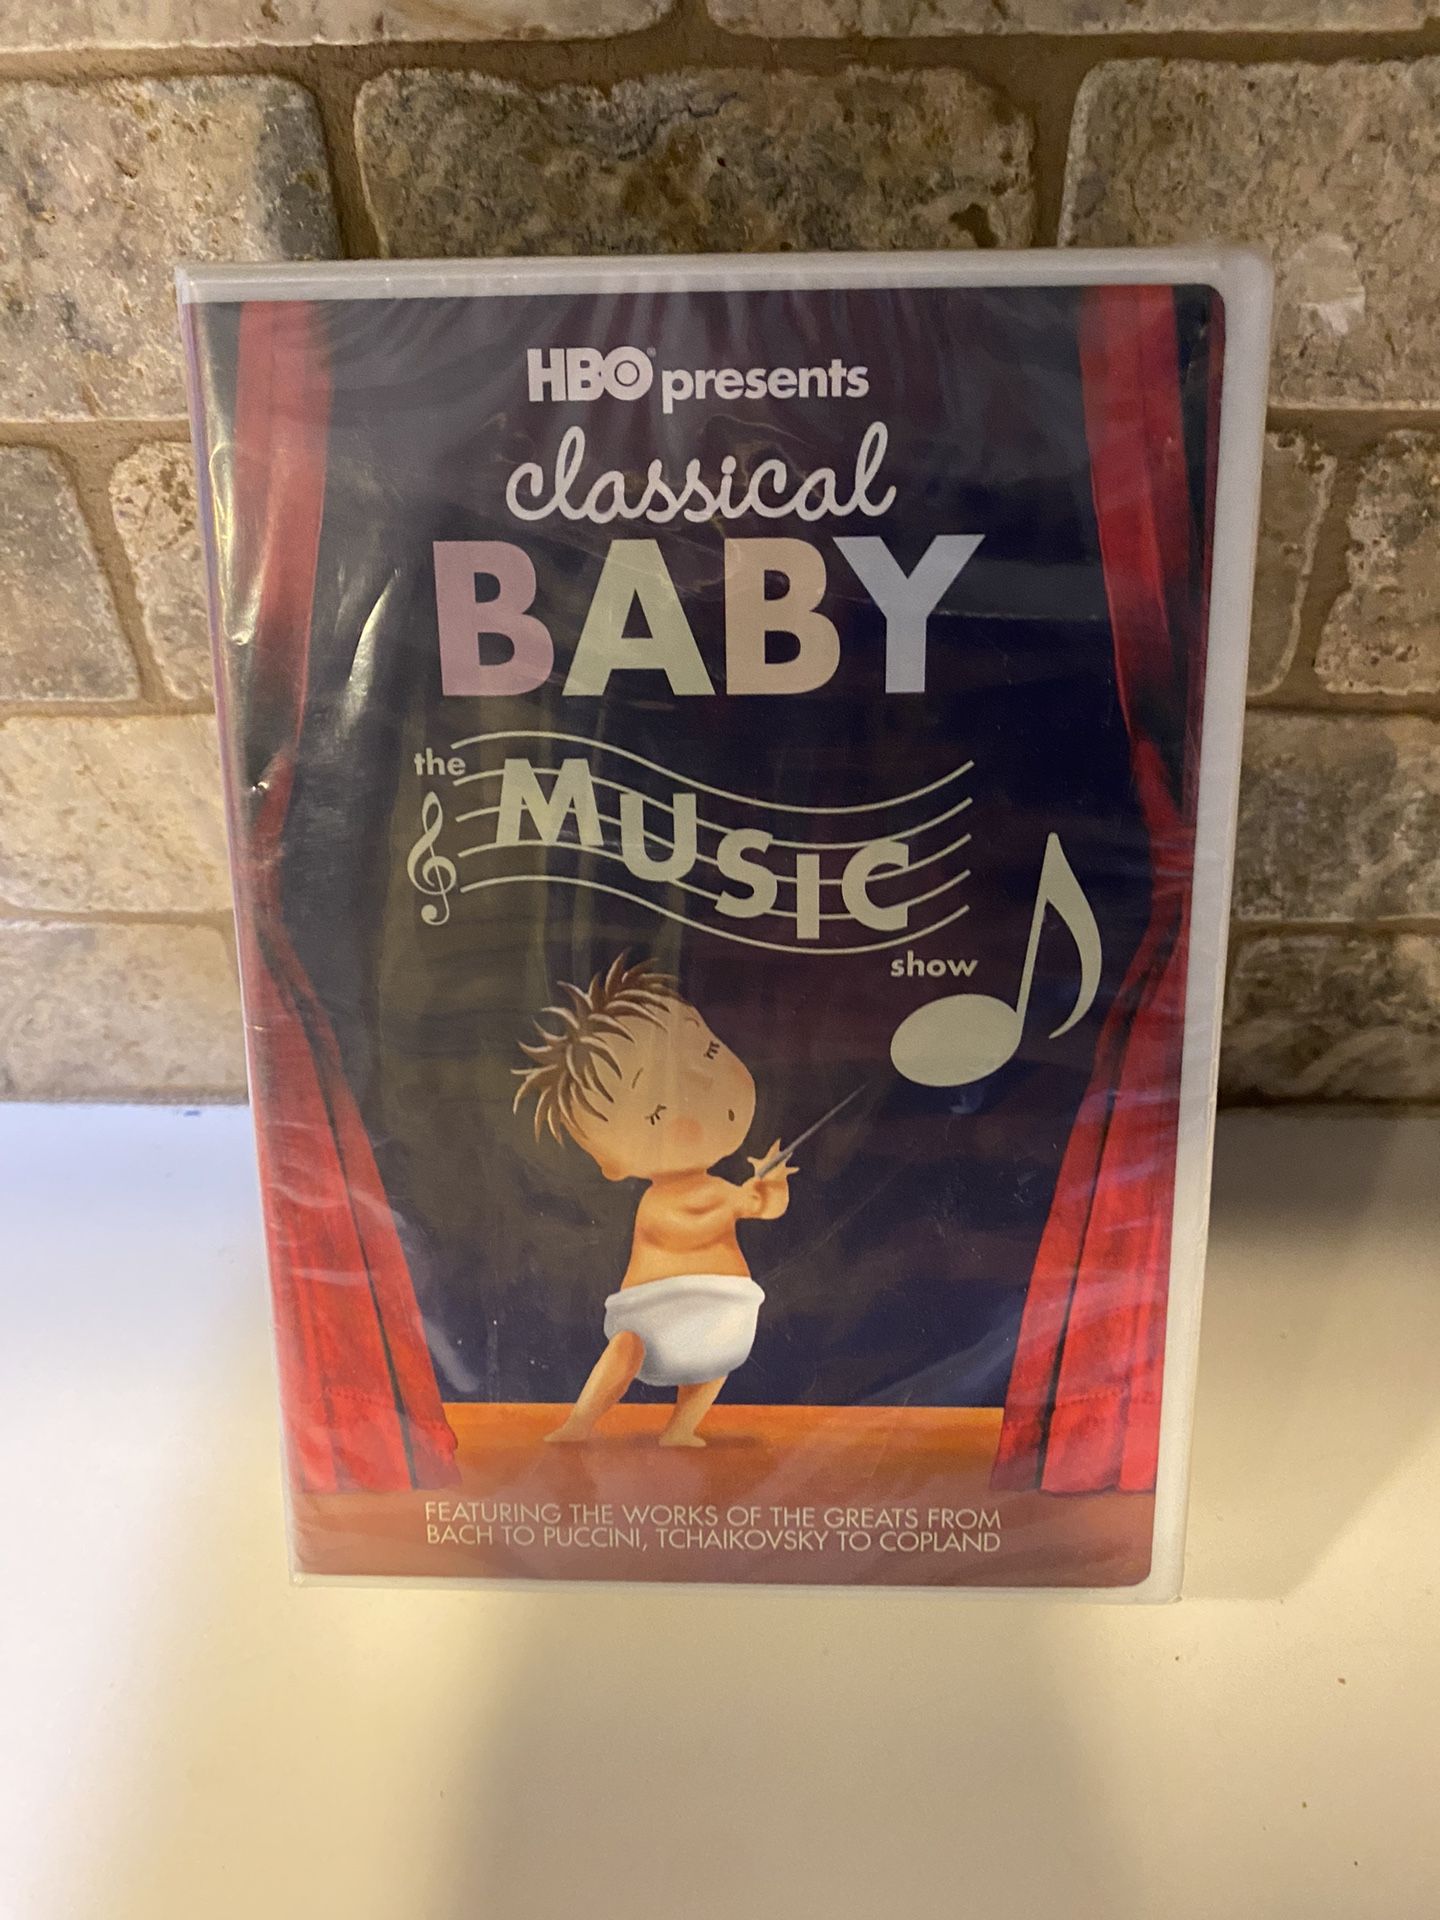 HBO® presents
classical
BABY
the
MUSIC
show
FEATURING THE WORKS OF THE GREATS FROM
BACH TO PUCCINI, TCHAIKOVSKY TO COPLAND